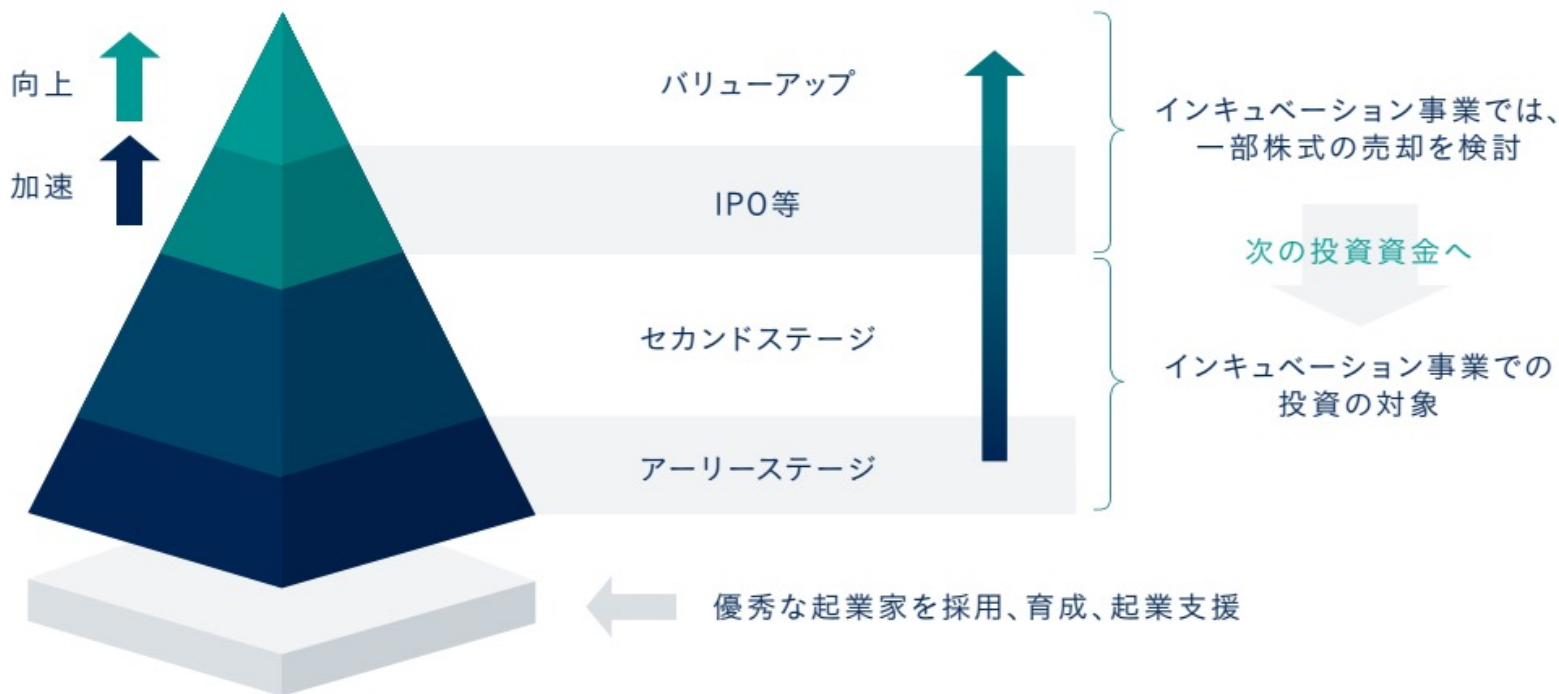 向上
加速
バリューアップ
IPO等
セカンドステージ
アーリーステージ
インキュベーション事業では、
一部株式の売却を検討
次の投資資金へ
インキュベーション事業での
投資の対象
優秀な起業家を採用、育成、起業支援